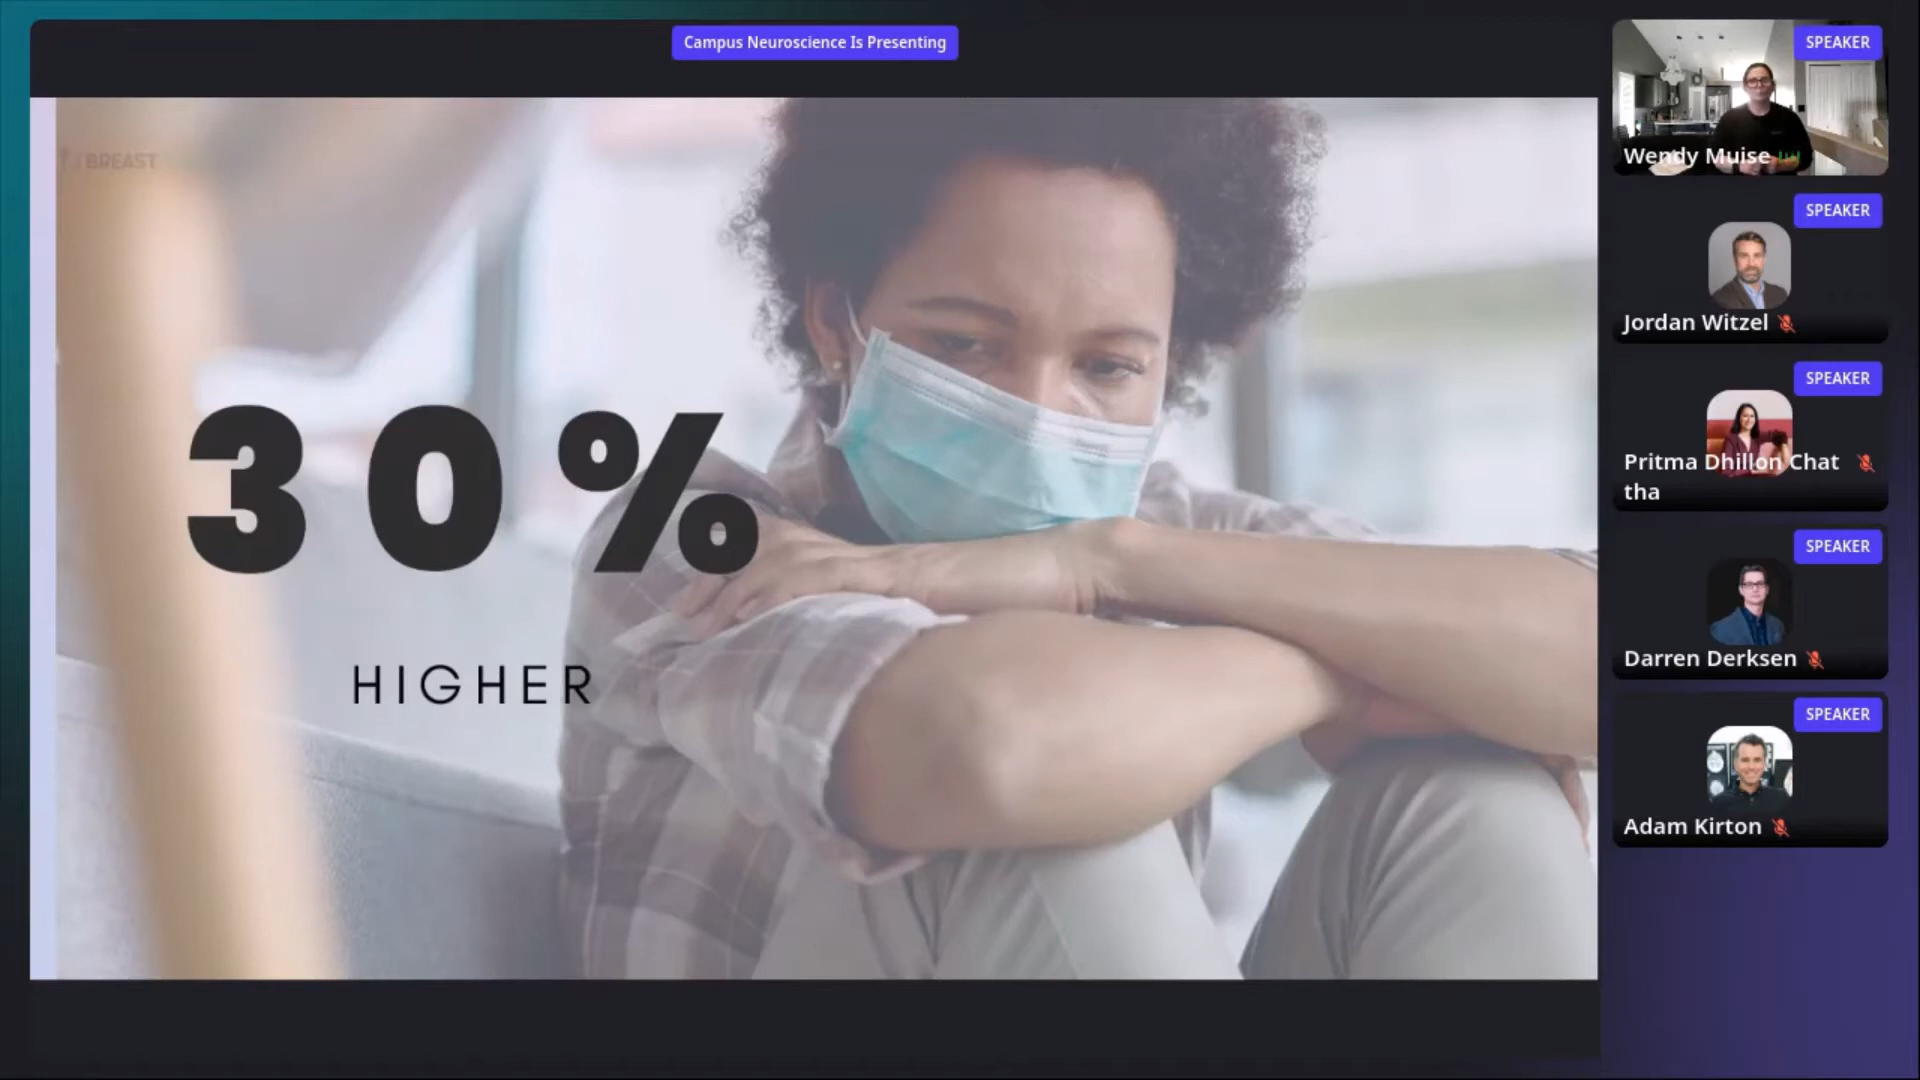 Campus Neuroscience Is Presenting
BREAST
30%
HIGHER
SPEAKER
Wendy Muise
SPEAKER
Jordan Witzel
SPEAKER
Pritma Dhillon Chat
tha
SPEAKER
Darren Derksen
SPEAKER
Adam Kirton